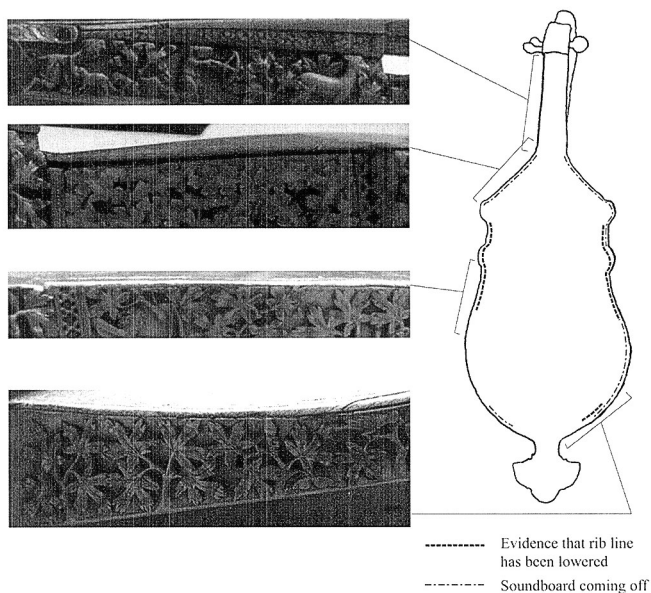 Evidence that rib line
has been lowered
Soundboard coming off